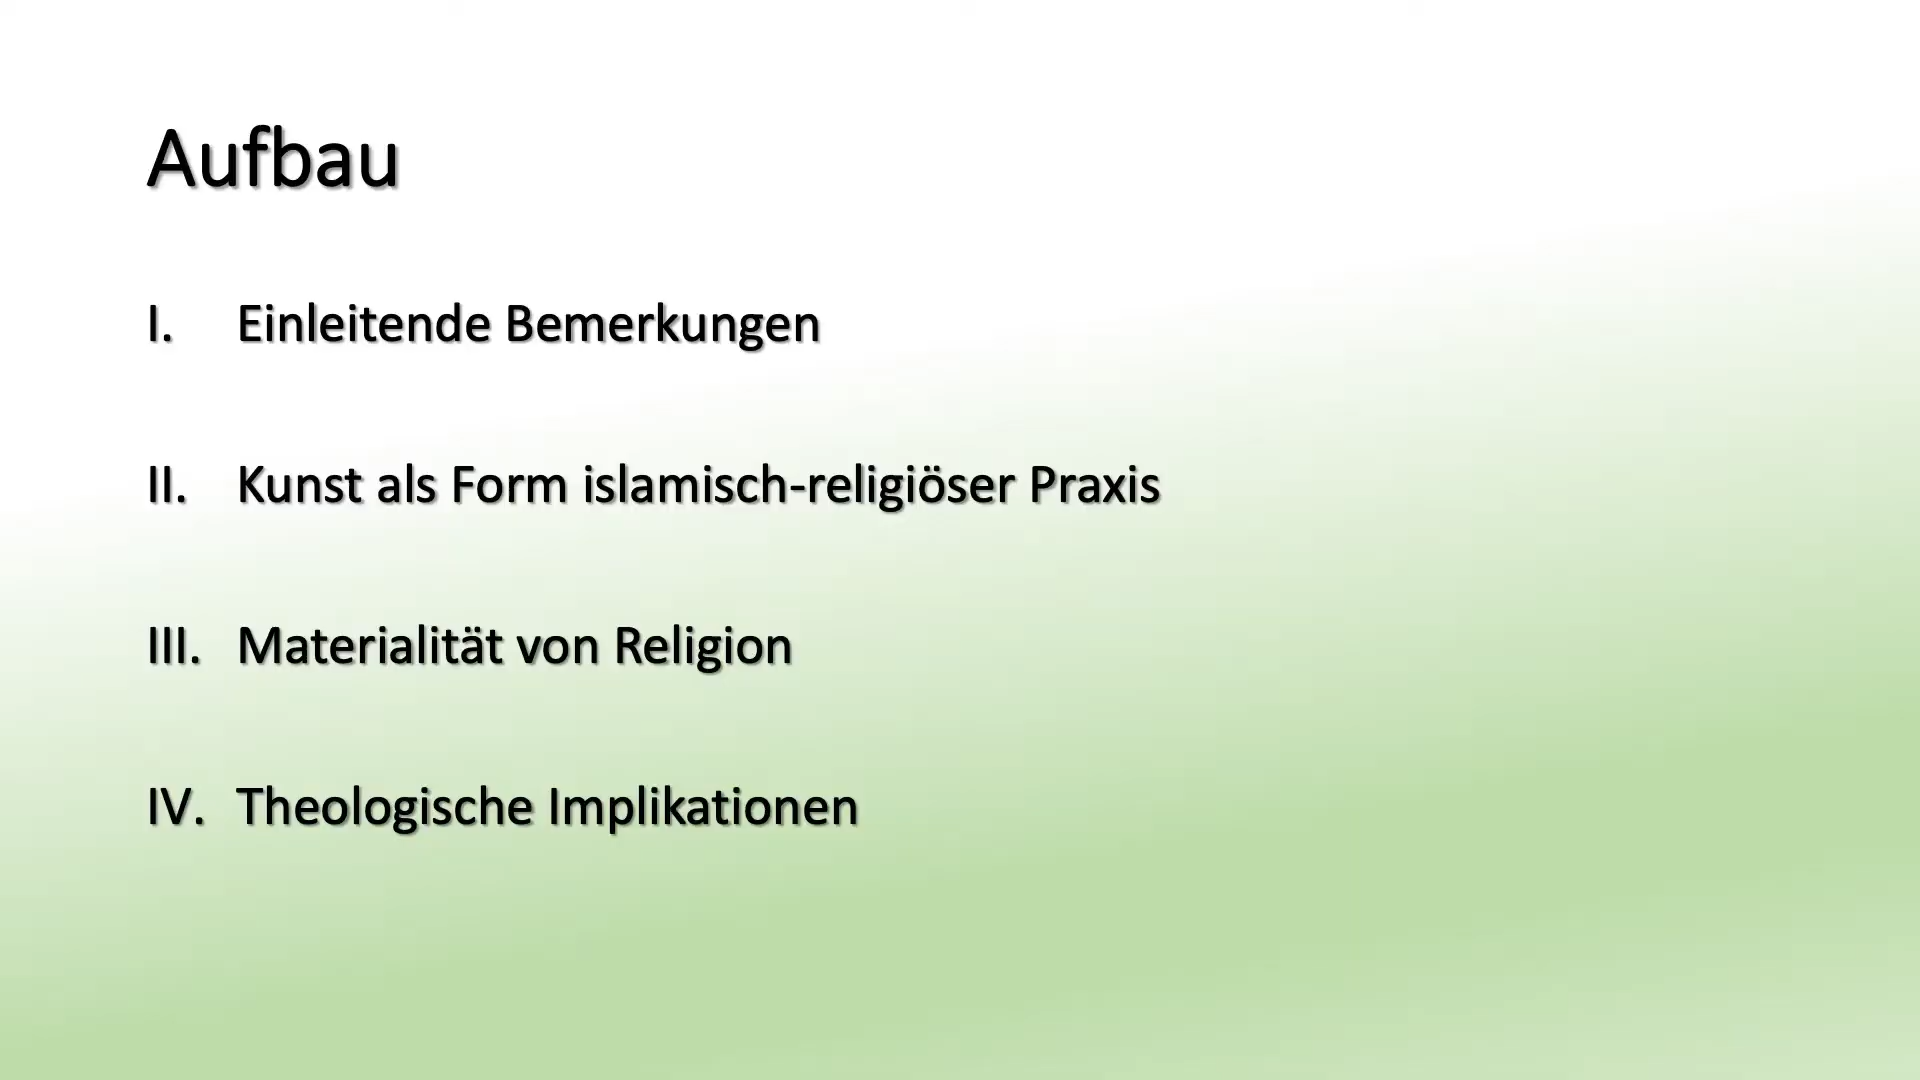 Aufbau
I. Einleitende Bemerkungen
II. Kunst als Form islamisch-religiöser Praxis
III. Materialität von Religion
IV. Theologische Implikationen